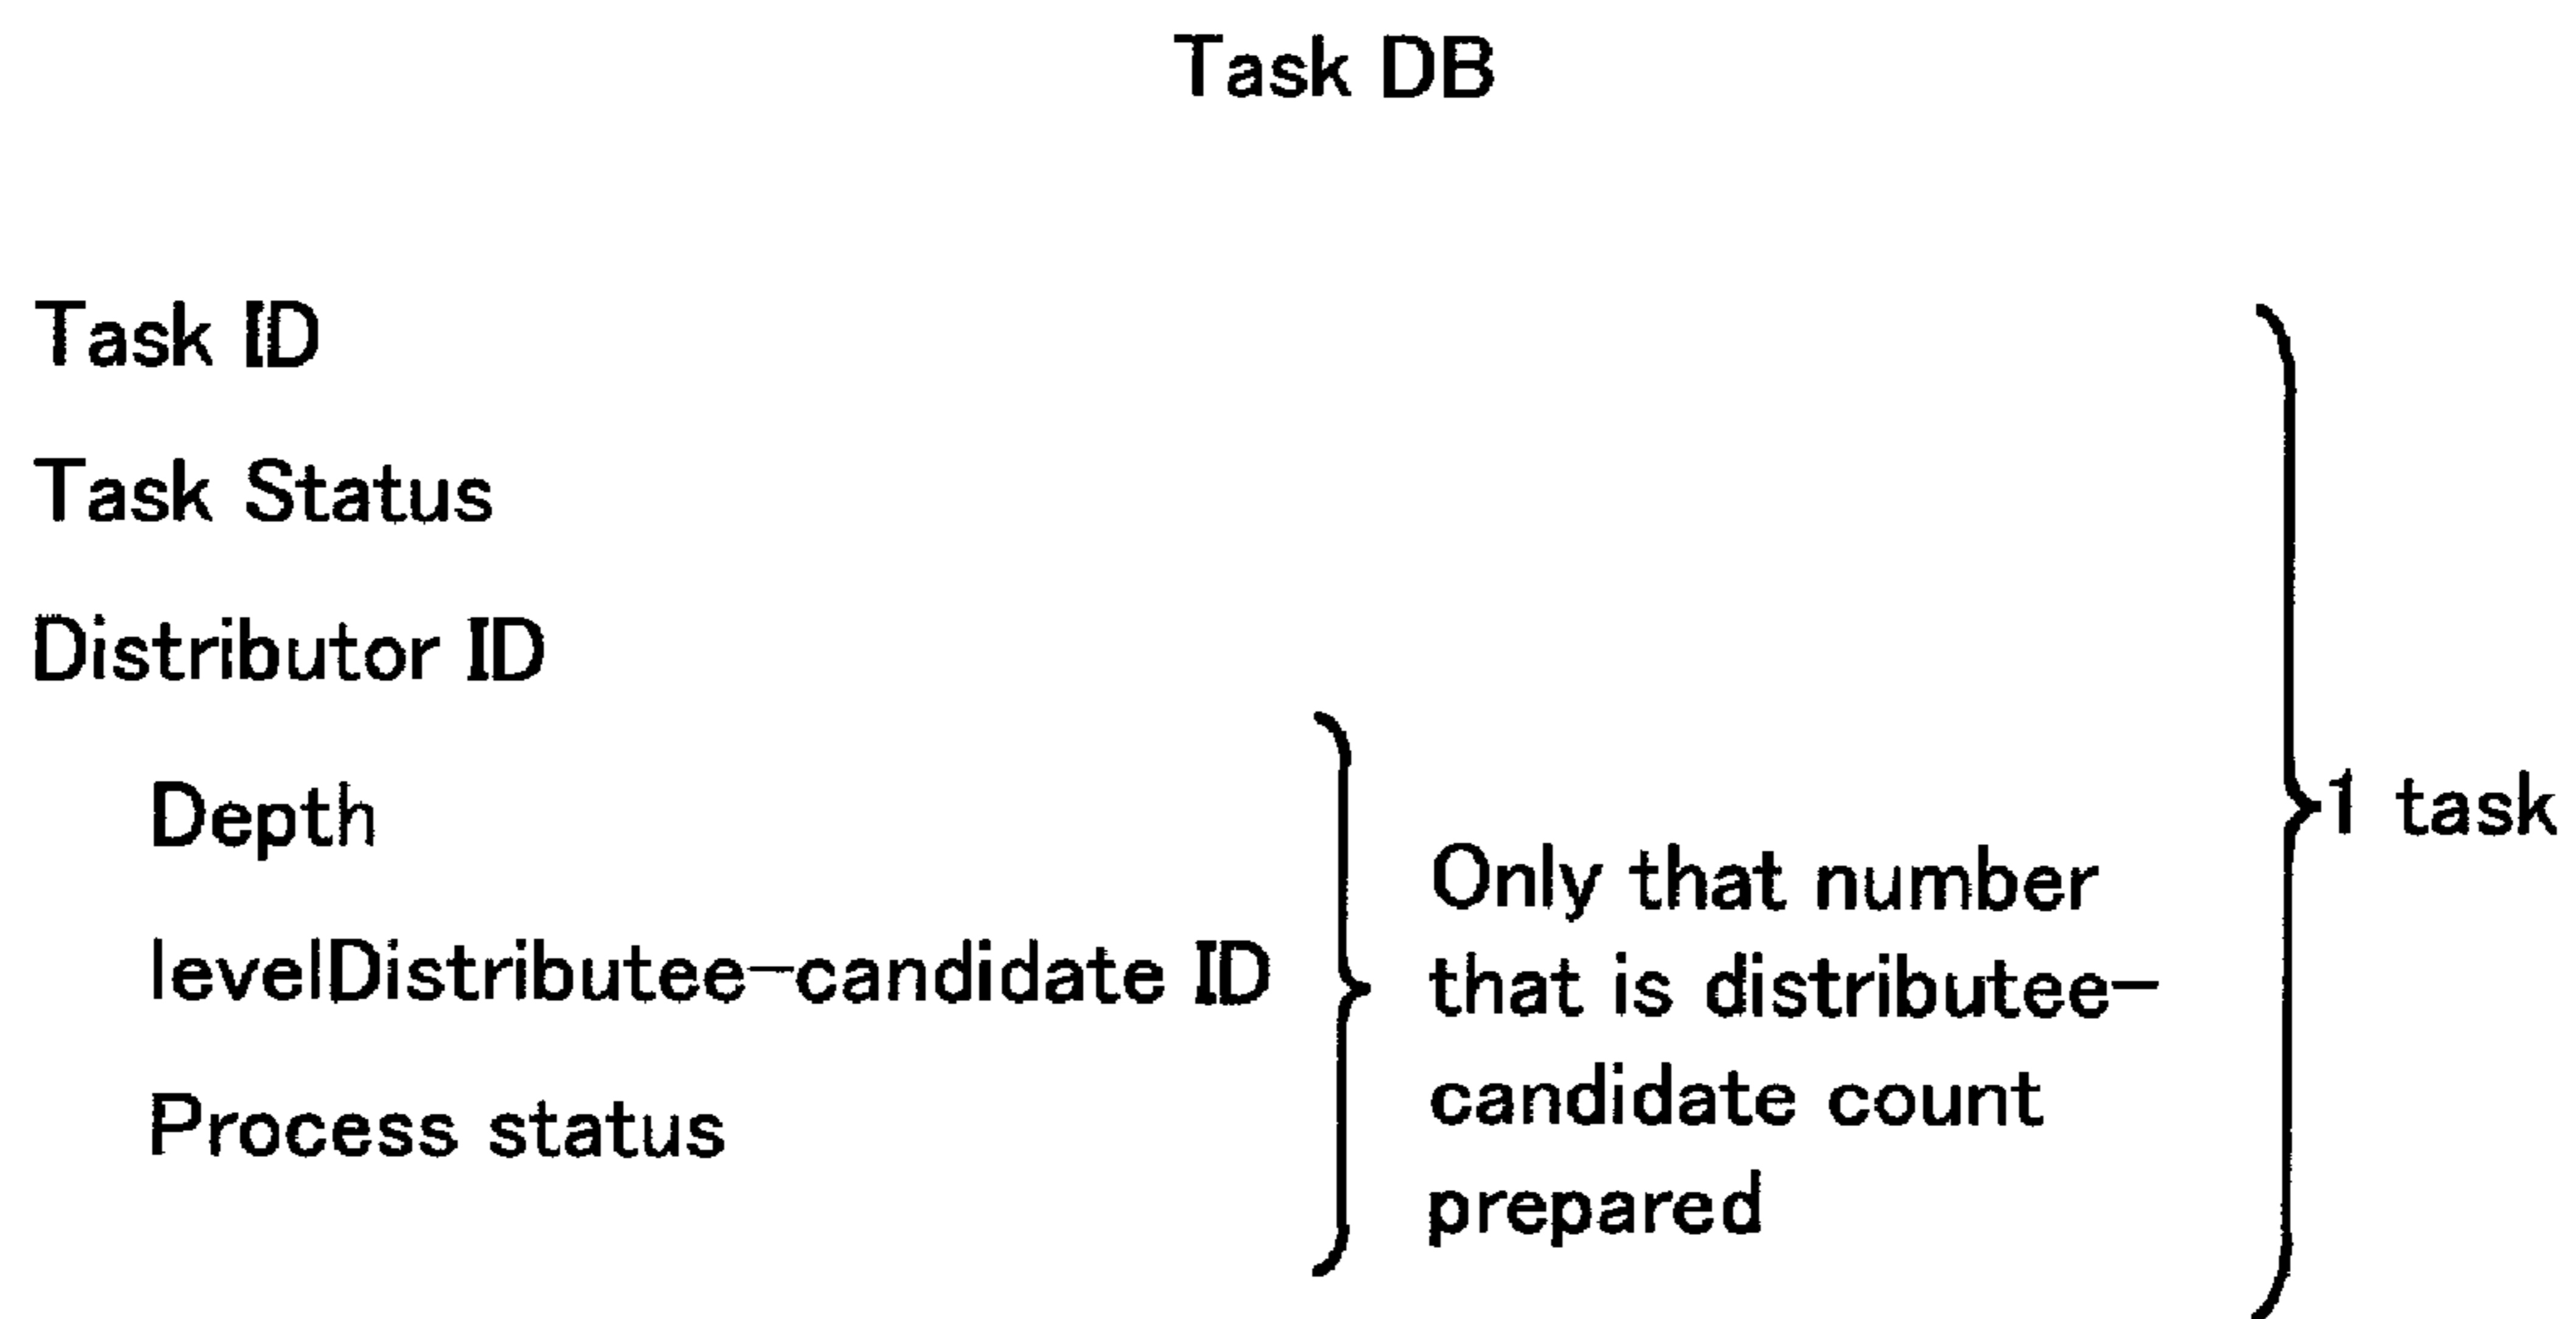 Task DB
Task ID
Task Status
Distributor ID
Depth
levelDistributee-candidate ID
Process status
Only that number
that is distributee-
candidate count
prepared
1 task